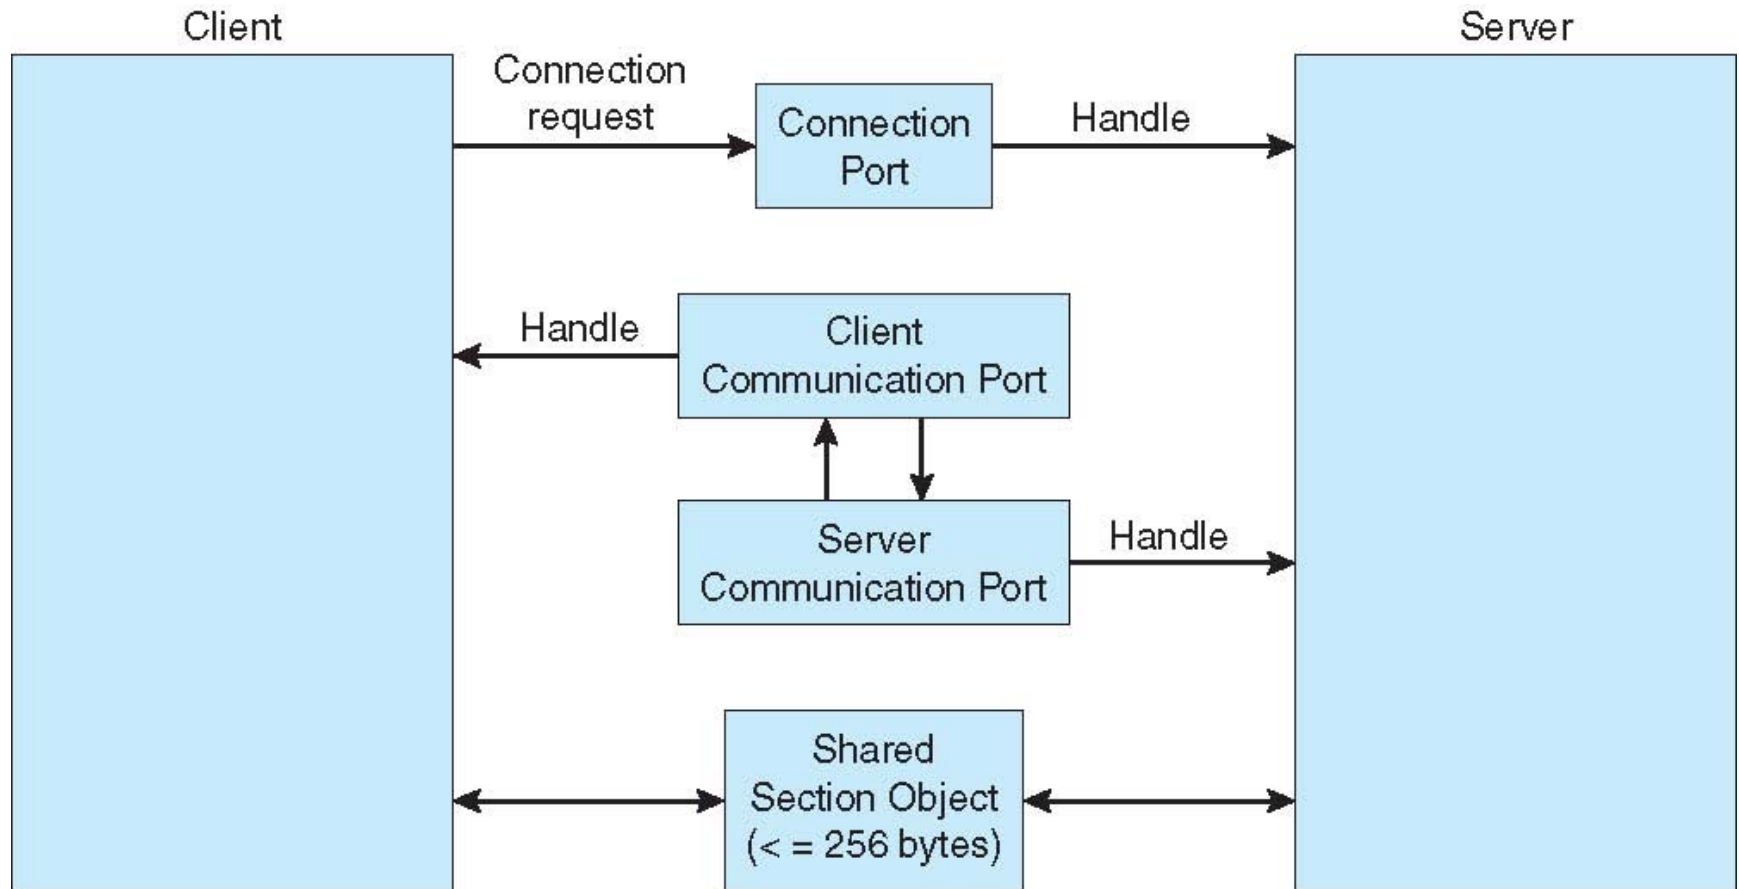 Client
Server
Connection
request
Connection
Port
Handle
Handle
Client
Communication Port
Server
Communication Port
Handle
Shared
Section Object
(< = 256 bytes)